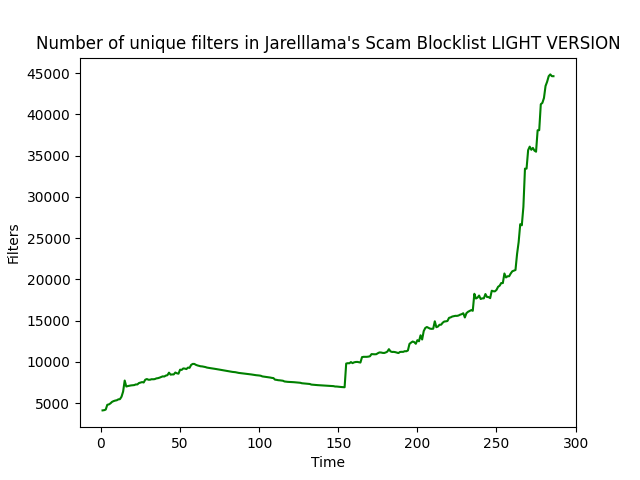 Number of unique filters in Jarelllama's Scam Blocklist LIGHT VERSION
45000
40000
35000
30000
25000
20000
15000
10000
5000
Filters
0 50 100 150 200 250 300
Time